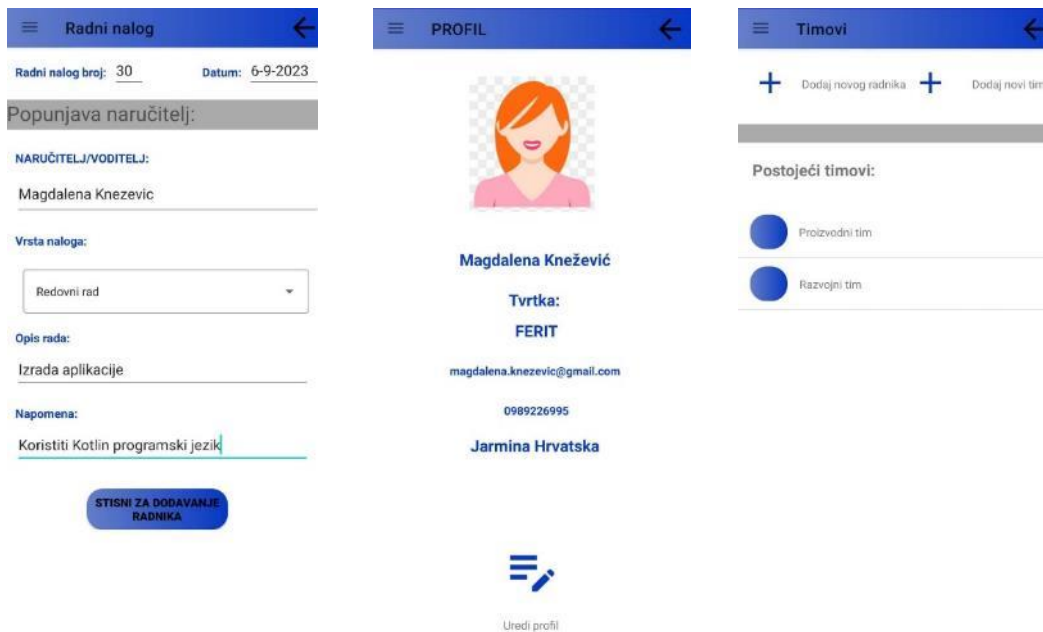 Radni nalog
Radni nalog broj: 30 Datum: 6-9-2023
Popunjava naručitelj:
NARUČITELJ/VODITELJ:
Magdalena Knezevic
Vrsta naloga:
Redovni rad
Opis rada:
Izrada aplikacije
Napomena:
Koristiti Kotlin programski jezik
STISNI ZA DODAVANJE
RADNIKA
PROFIL
Magdalena Knežević
Tvrtka:
FERIT
magdalena.knezevic@gmail.com
0989226995
Jarmina Hrvatska
Uredi profil
Timovi
Dodaj novog radnika Dodaj novi tim
Postojeći timovi:
Proizvodni tim
Razvojni tim